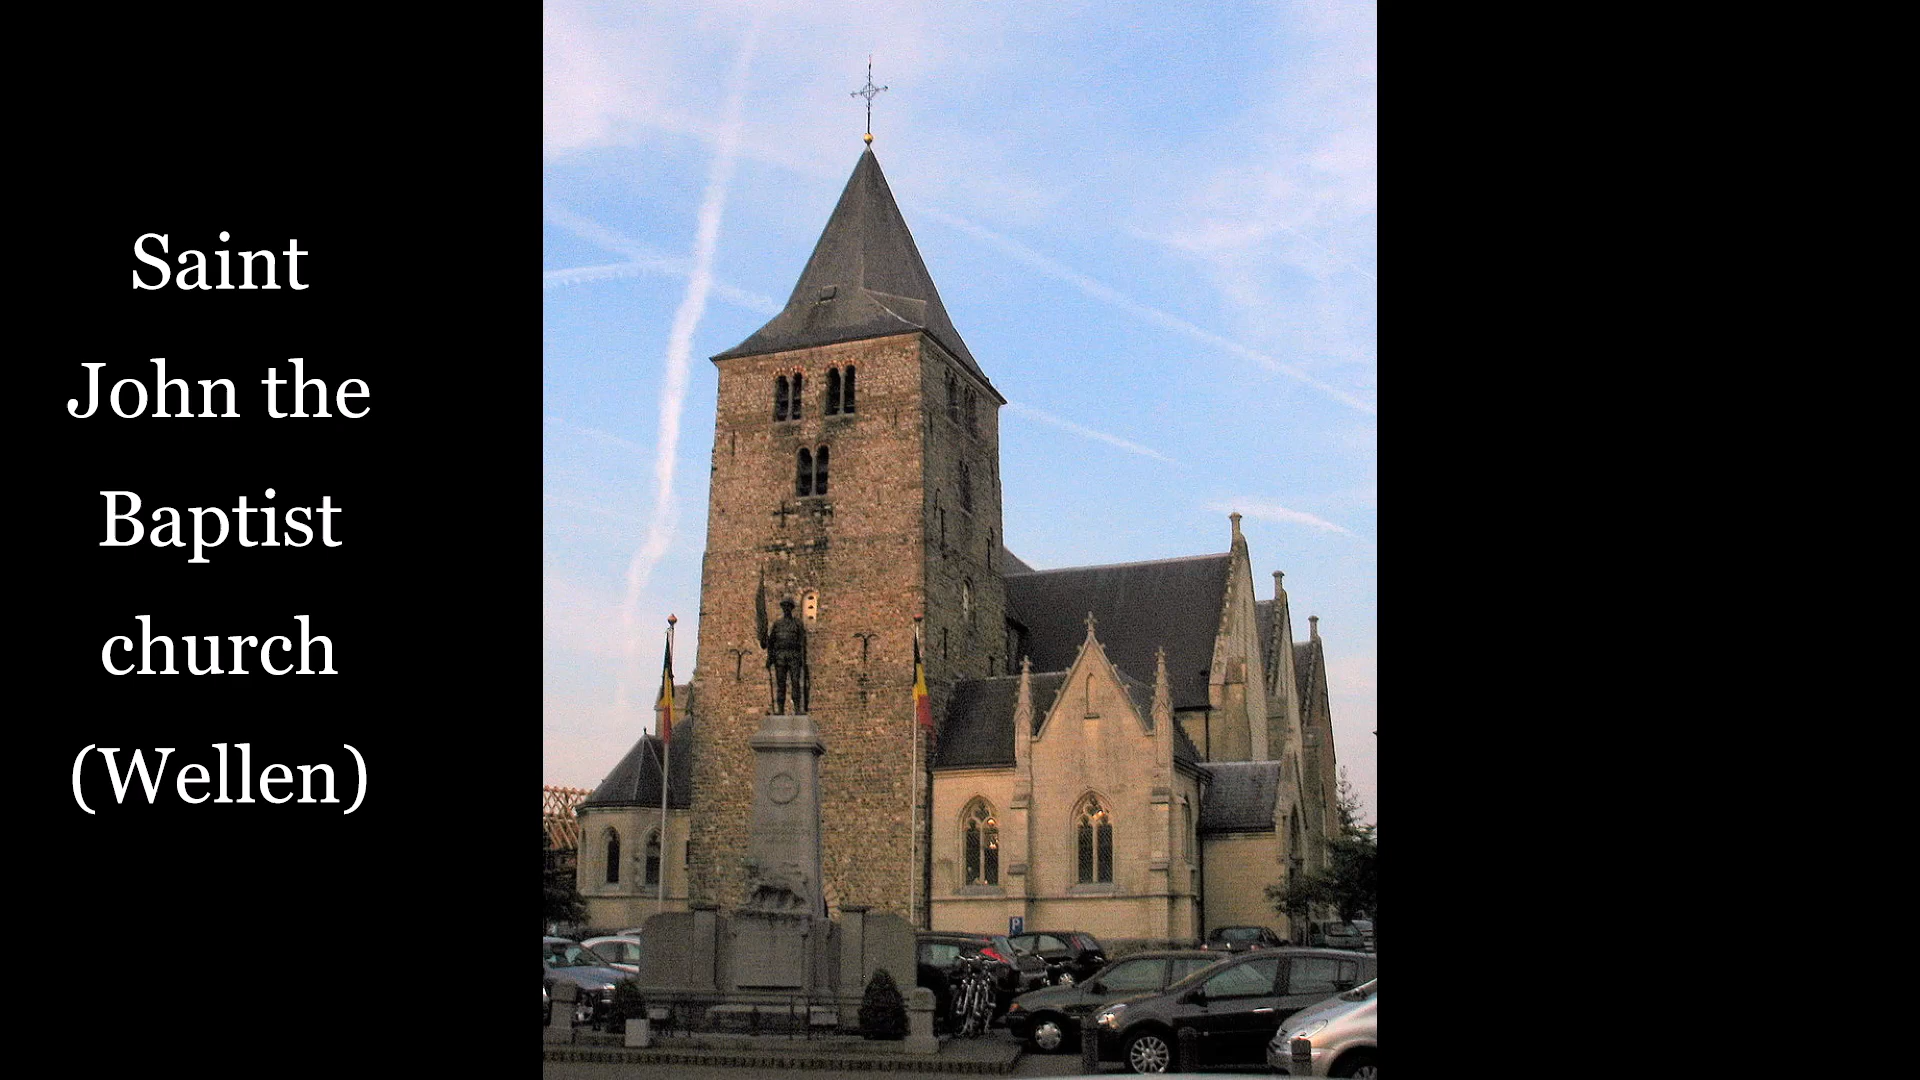 Saint
John the
Baptist
church
(Wellen)
P